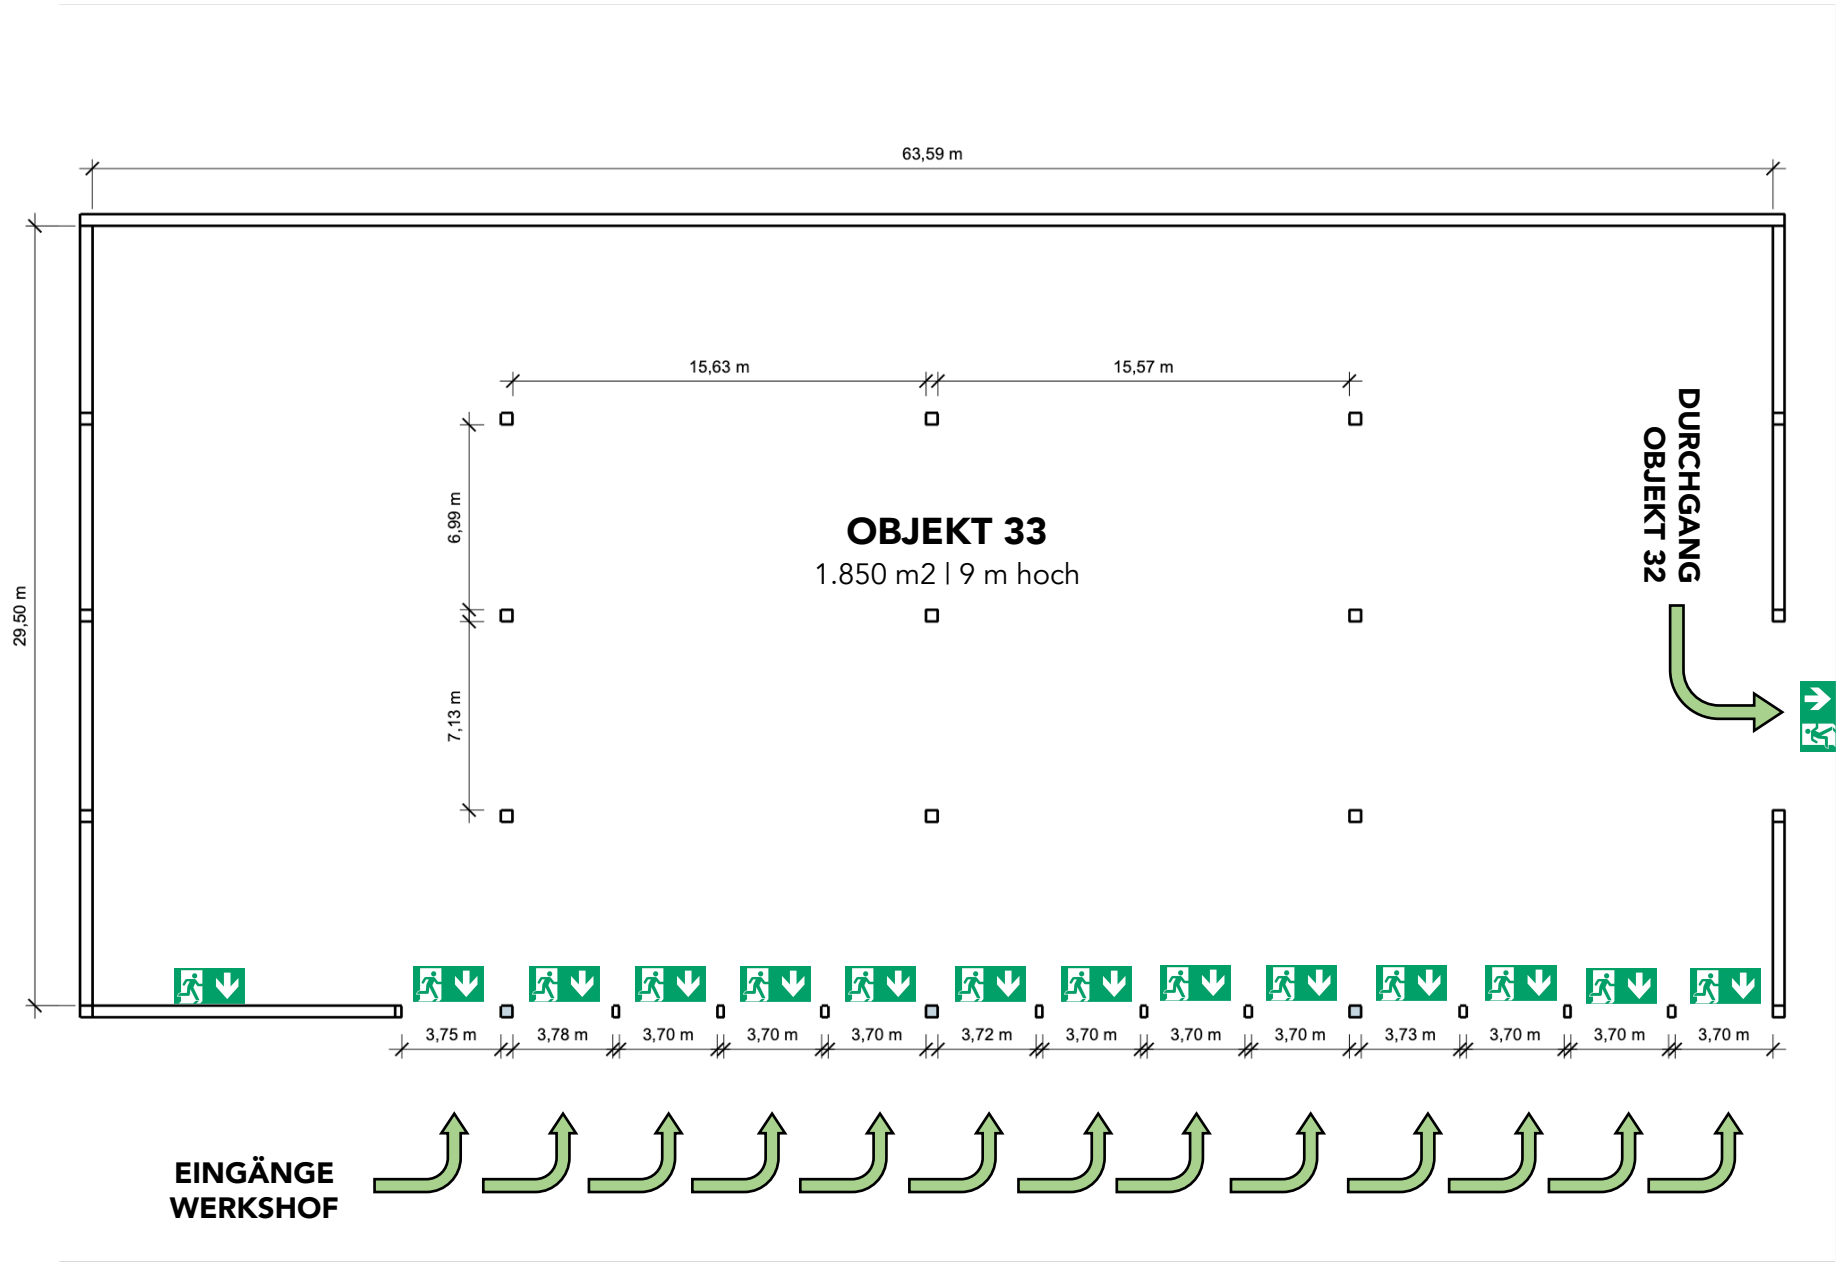 63,59 m
15,63 m
15,57 m
DURCHGANG
OBJEKT 32
6,99 m
OBJEKT 33
1.850 m2 | 9 m hoch
29,50 m
7,13 m
3,75 m
3,78 m
3,70 m
3,70 m
3,70 m
3,72 m
3,70 m
3,70 m
3,70 m
3,73 m
3,70 m
3,70 m
3,70 m
EINGÄNGE
WERKSHOF